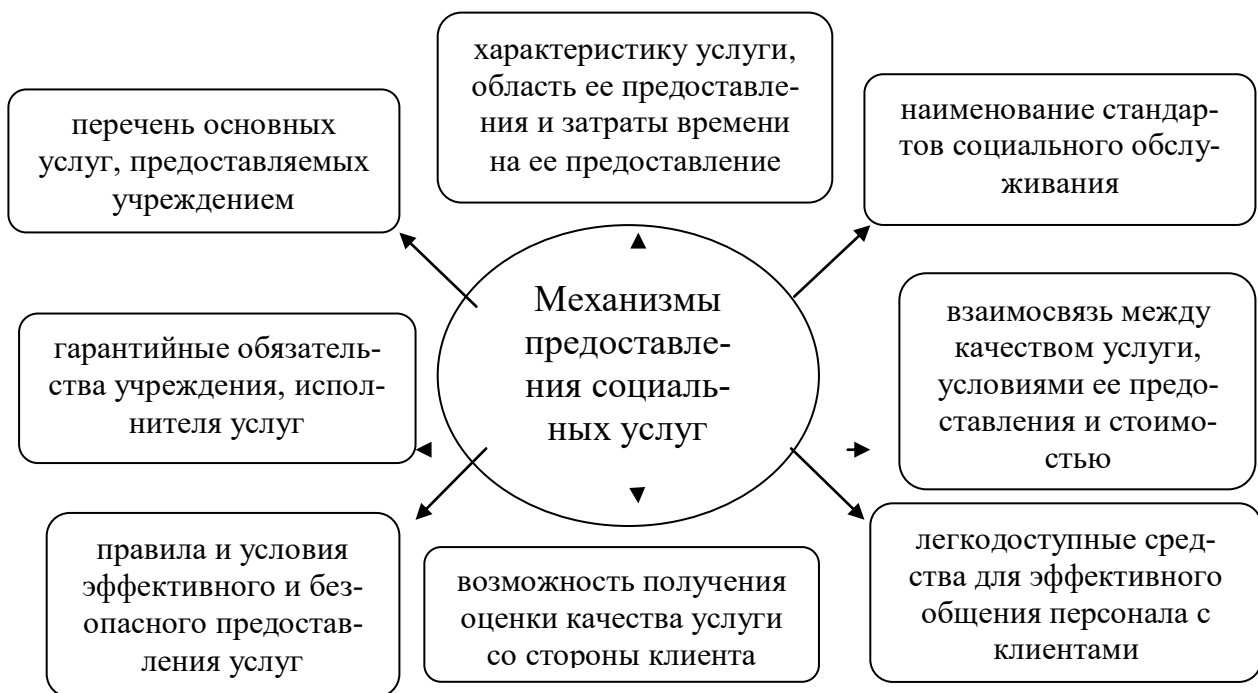 характеристику услуги,
область ее предоставле-
ния и затраты времени
на ее предоставление
перечень основных
услуг, предоставляемых
учреждением
наименование стандар-
тов социального обслу-
живания
Механизмы
предоставле-
ния социаль-
ных услуг
гарантийные обязатель-
ства учреждения, испол-
нителя услуг
взаимосвязь между
качеством услуги,
условиями ее предо-
ставления и стоимо-
стью
правила и условия
эффективного и без-
опасного предостав-
ления услуг
возможность получения
оценки качества услуги
со стороны клиента
легкодоступные сред-
ства для эффективного
общения персонала с
клиентами